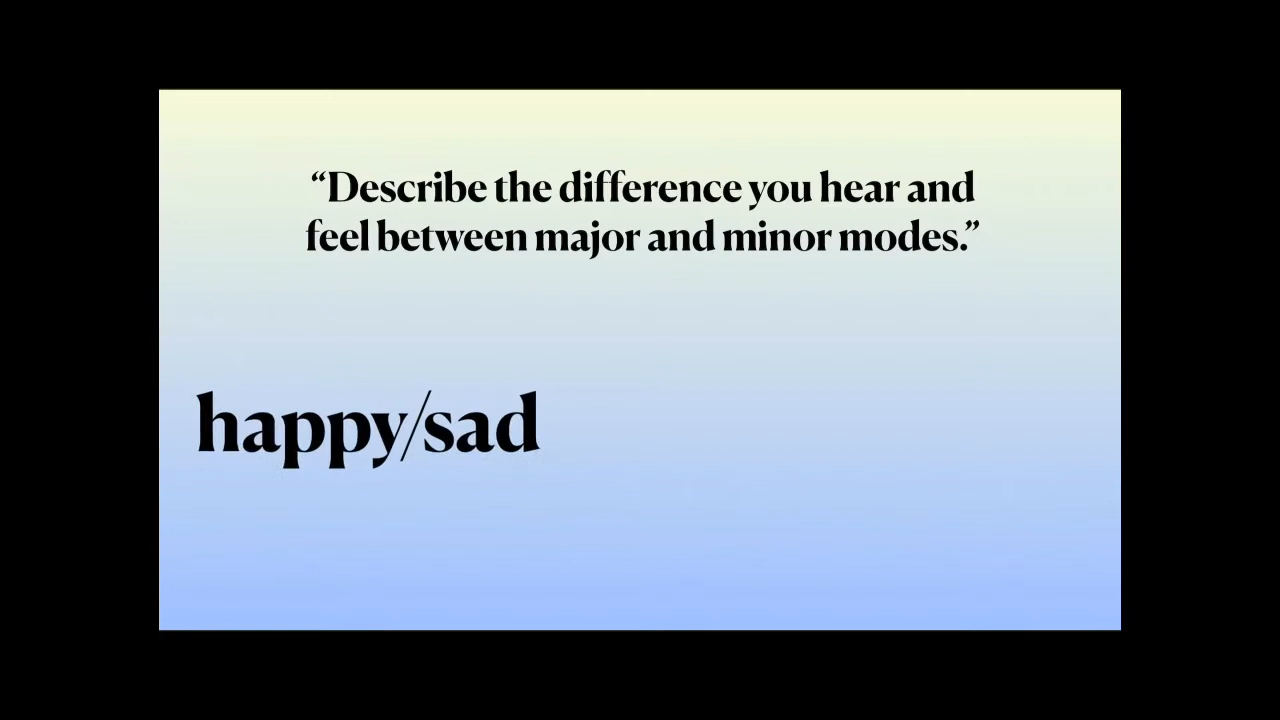 “Describe the difference you hear and
feel between major and minor modes.”
happy/sad